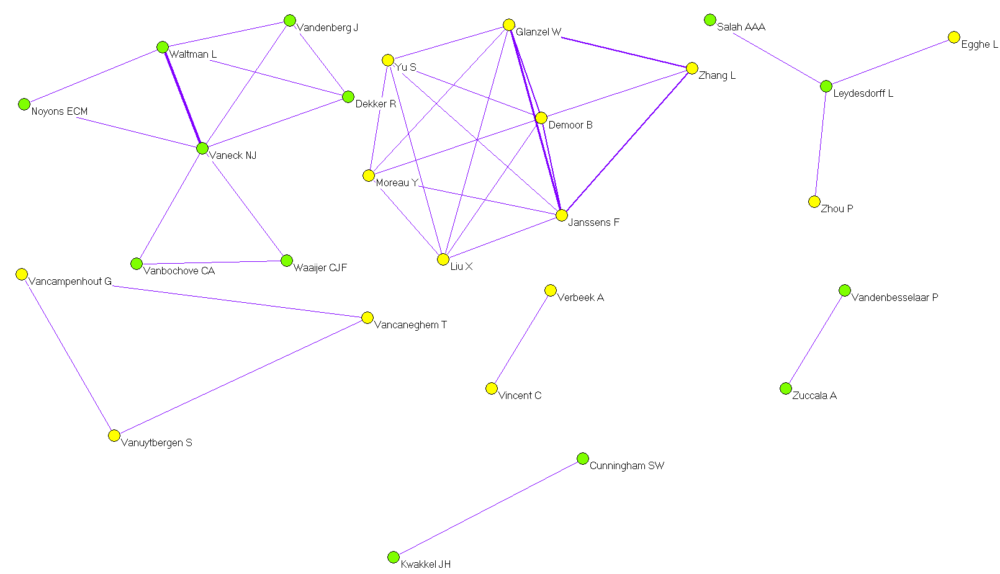 Vandenberg J
Glanzel W
Salah AAA
Egghe L
Waltman L
Yu S
Zhang L
Leydesdorff L
Dekker R
Noyons ECM
Demoor B
Vaneck NJ
Moreau Y
Zhou P
Janssens F
Liu X
Vanbochove CA
Waaijer CJF
Vancampenhout G
Verbeek A
Vandenbesselaar P
Vancaneghem T
Vincent C
Zuccala A
Vanuytbergen S
Cunningham SW
Kwakkel JH